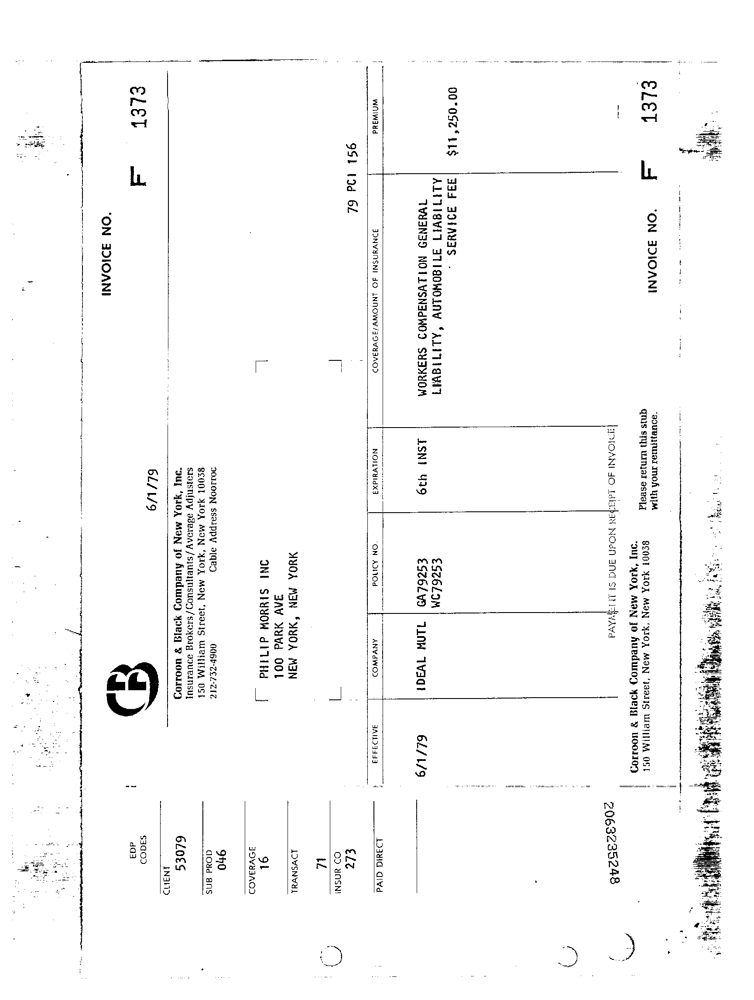 INVOICE NO.
F 1373
CB
6/1/79
Corroon & Black Company of New York, Inc.
Insurance Brokers/Consultants/Average Adjusters
150 William Street, New York, New York 10038
212-732-4900 Cable Address Noorroc
EDP
CODES
CLIENT
53079
SUB PROD
046
COVERAGE
16
TRANSACT
71
INSUR CO
273
PAID DIRECT
PHILIP MORRIS INC
100 PARK AVE
NEW YORK, NEW YORK
79 PCI 156
EFFECTIVE COMPANY POLICY NO. EXPIRATION COVERAGE/AMOUNT OF INSURANCE PREMIUM
6/1/79 IDEAL MUTL GA79253 6th INST WORKERS COMPENSATION GENERAL
WC79253 LIABILITY, AUTOMOBILE LIABILITY
SERVICE FEE $11,250.00
PAYMENT IS DUE UPON RECEIPT OF INVOICE
Corroon & Black Company of New York, Inc.
150 William Street, New York, New York 10038
Please return this stub
with your remittance.
INVOICE NO. F 1373
2063235248